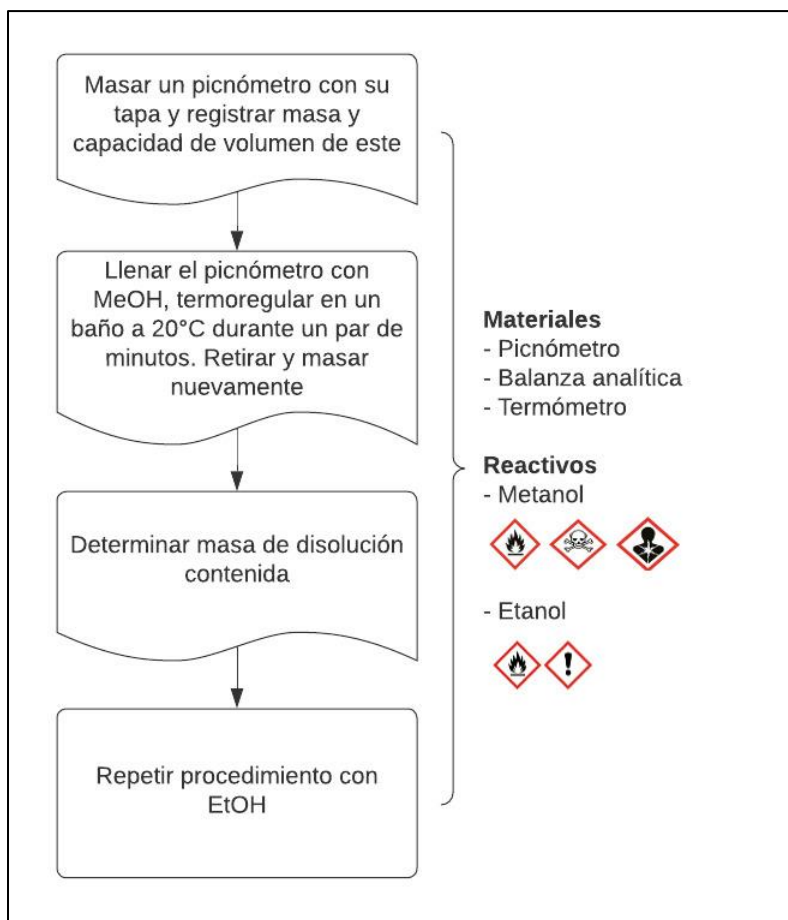 Masar un picnómetro con su
tapa y registrar masa y
capacidad de volumen de este
Llenar el picnómetro con
MeOH, termoregular en un
baño a 20°C durante un par de
minutos. Retirar y masar
nuevamente
Determinar masa de disolución
contenida
Repetir procedimiento con
EtOH
Materiales
- Picnómetro
- Balanza analítica
- Termómetro
Reactivos
- Metanol
- Etanol